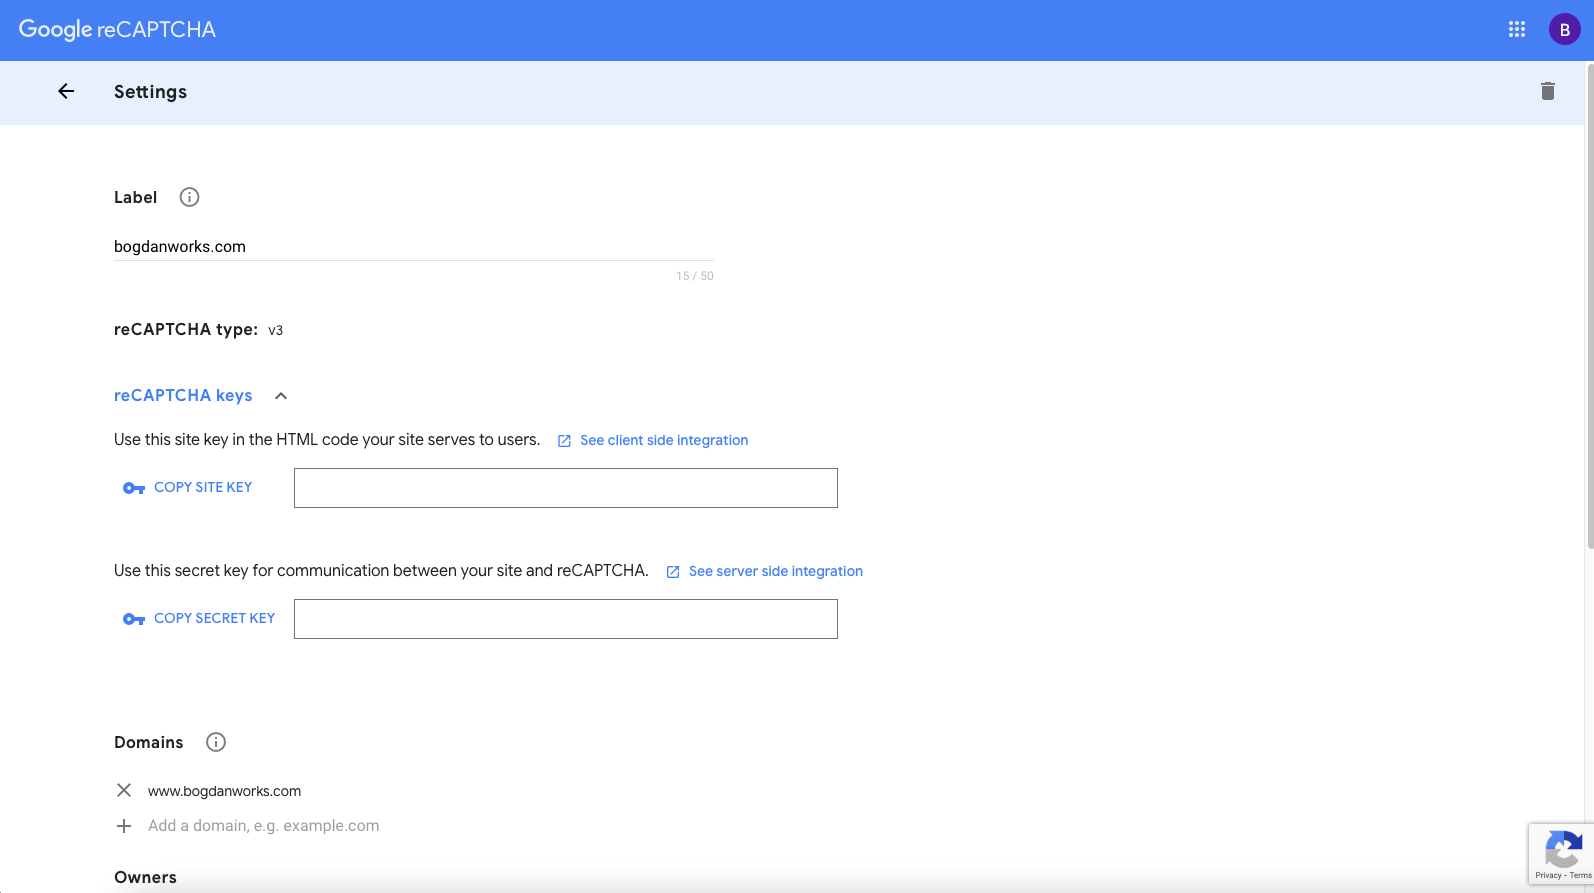 Google reCAPTCHA
B
Settings
Label
bogdanworks.com
15 / 50
reCAPTCHA type: v3
reCAPTCHA keys
Use this site key in the HTML code your site serves to users. See client side integration
COPY SITE KEY
Use this secret key for communication between your site and reCAPTCHA. See server side integration
COPY SECRET KEY
Domains
www.bogdanworks.com
Add a domain, e.g. example.com
Owners
Privacy - Terms